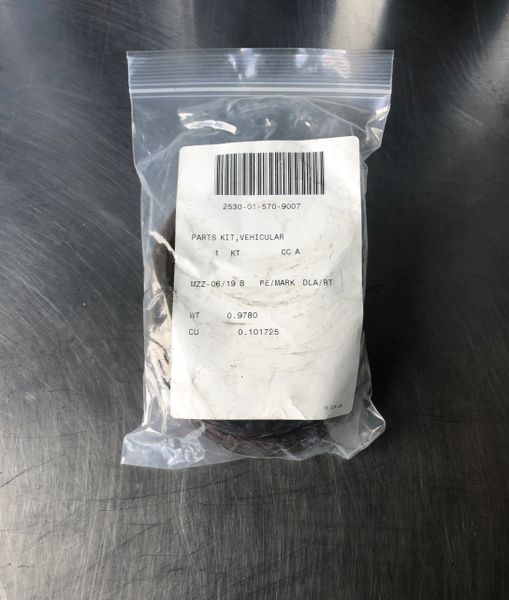 2530-01-570-9007
PARTS KIT,VEHICULAR
1 KT CC A
MZZ-06/19 B PE/MARK DLA/RT
WT 0.9780
CU 0.101725